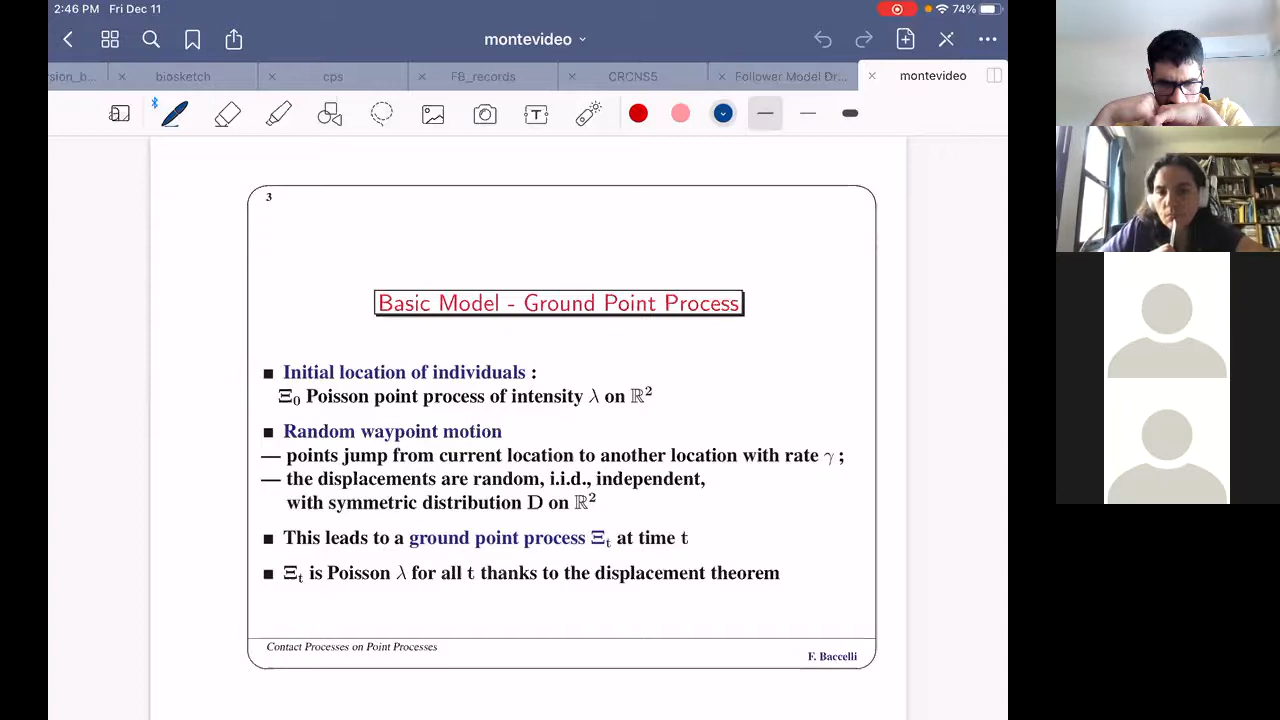 2:46 PM Fri Dec 11
74%
montevideo
sion_b...
biosketch
cps
FB_records
CRCNS5
Follower Model Dr...
montevideo
T
3
Basic Model - Ground Point Process
■ Initial location of individuals :
Ξ₀ Poisson point process of intensity λ on ℝ²
■ Random waypoint motion
— points jump from current location to another location with rate γ ;
— the displacements are random, i.i.d., independent,
with symmetric distribution D on ℝ²
■ This leads to a ground point process Ξₜ at time t
■ Ξₜ is Poisson λ for all t thanks to the displacement theorem
Contact Processes on Point Processes
F. Baccelli